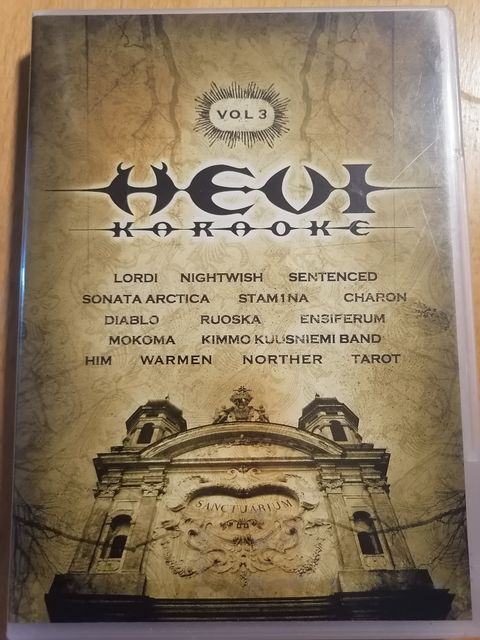 VOL 3
HEVI
KARAOKE
LORDI NIGHTWISH SENTENCED
SONATA ARCTICA STAM1NA CHARON
DIABLO RUOSKA ENSIFERUM
MOKOMA KIMMO KUUSNIEMI BAND
HIM WARMEN NORTHER TAROT
SANCTUARIUM